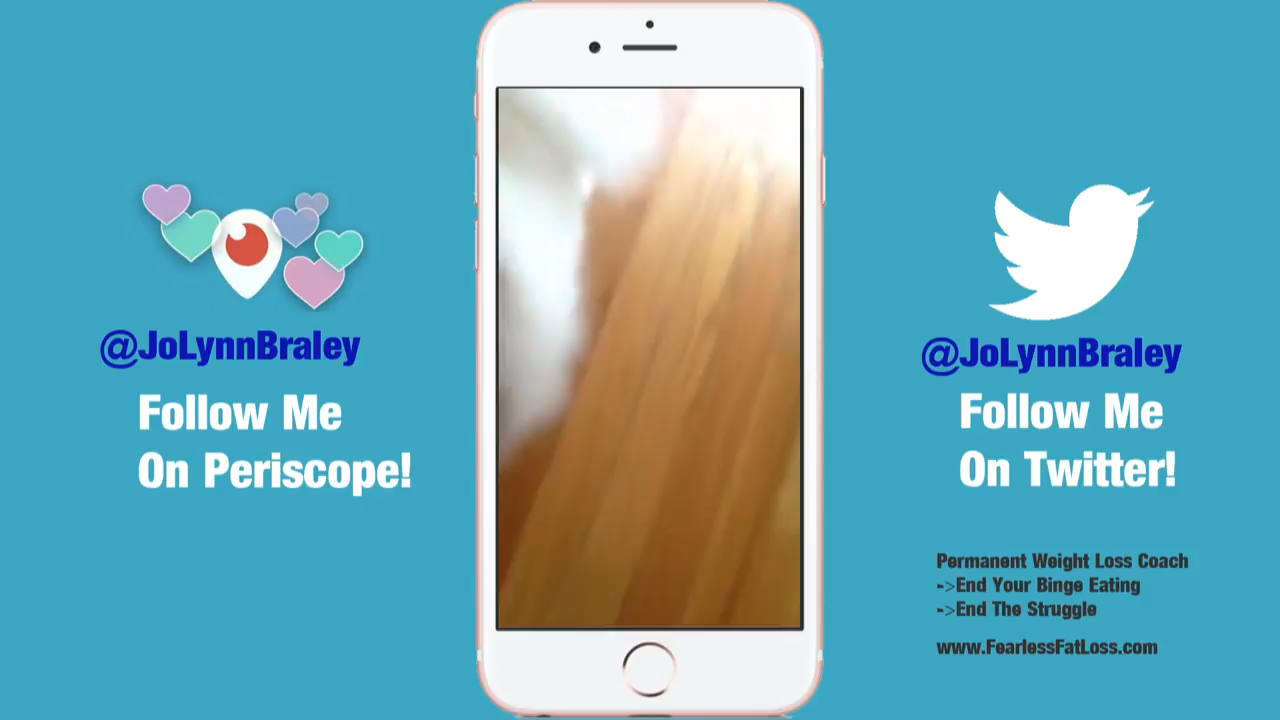 @JoLynnBraley
Follow Me
On Periscope!
@JoLynnBraley
Follow Me
On Twitter!
Permanent Weight Loss Coach
->End Your Binge Eating
->End The Struggle
www.FearlessFatLoss.com